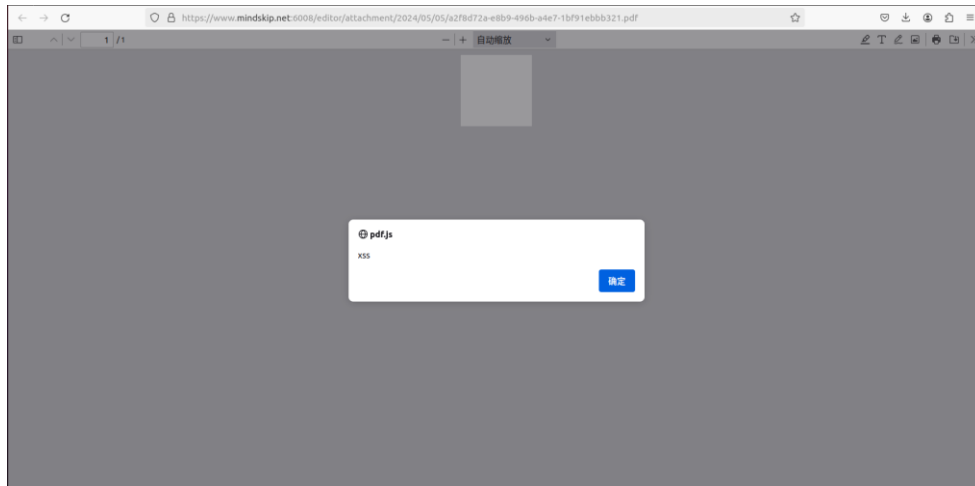 https://www.mindskip.net:6008/editor/attachment/2024/05/05/a2f8d72a-e8b9-496b-a4e7-1bf91ebbb321.pdf
1 /1
自动缩放
pdf.js
xss
确定